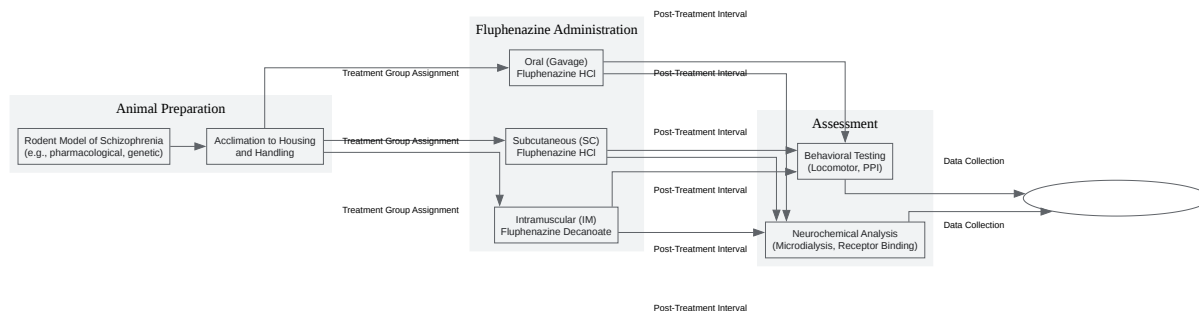 Animal Preparation
Rodent Model of Schizophrenia
(e.g., pharmacological, genetic)
Acclimation to Housing
and Handling
Treatment Group Assignment
Treatment Group Assignment
Treatment Group Assignment
Fluphenazine Administration
Oral (Gavage)
Fluphenazine HCl
Subcutaneous (SC)
Fluphenazine HCl
Intramuscular (IM)
Fluphenazine Decanoate
Post-Treatment Interval
Post-Treatment Interval
Post-Treatment Interval
Post-Treatment Interval
Post-Treatment Interval
Post-Treatment Interval
Assessment
Behavioral Testing
(Locomotor, PPI)
Neurochemical Analysis
(Microdialysis, Receptor Binding)
Data Collection
Data Collection